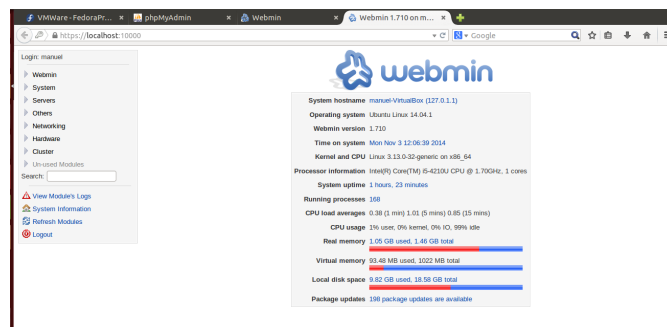 VMWare - FedoraPr...
phpMyAdmin
Webmin
Webmin 1.710 on m...
https://localhost:10000
Google
webmin
Login: manuel
Webmin
System
Servers
Others
Networking
Hardware
Cluster
Un-used Modules
Search:
View Module's Logs
System Information
Refresh Modules
Logout
System hostname manuel-VirtualBox (127.0.1.1)
Operating system Ubuntu Linux 14.04.1
Webmin version 1.710
Time on system Mon Nov 3 12:06:39 2014
Kernel and CPU Linux 3.13.0-32-generic on x86_64
Processor information Intel(R) Core(TM) i5-4210U CPU @ 1.70GHz, 1 cores
System uptime 1 hours, 23 minutes
Running processes 168
CPU load averages 0.38 (1 min) 1.01 (5 mins) 0.85 (15 mins)
CPU usage 1% user, 0% kernel, 0% IO, 99% idle
Real memory 1.05 GB used, 1.46 GB total
Virtual memory 93.48 MB used, 1022 MB total
Local disk space 9.82 GB used, 18.58 GB total
Package updates 198 package updates are available